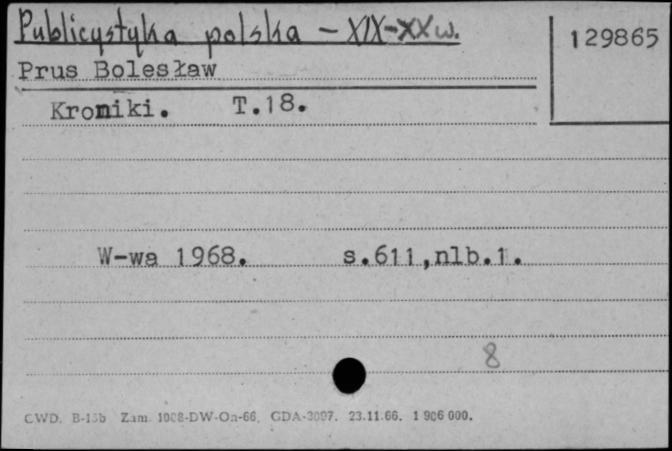 Publicystyka polska - XIX-XX w.
129865
Prus Bolesław
Kroniki. T.18.
W-wa 1968. s.611,nlb.1.
8
CWD. B-15b Zam. 1008-DW-Oa-66. GDA-3097. 23.11.66. 1 906 000.